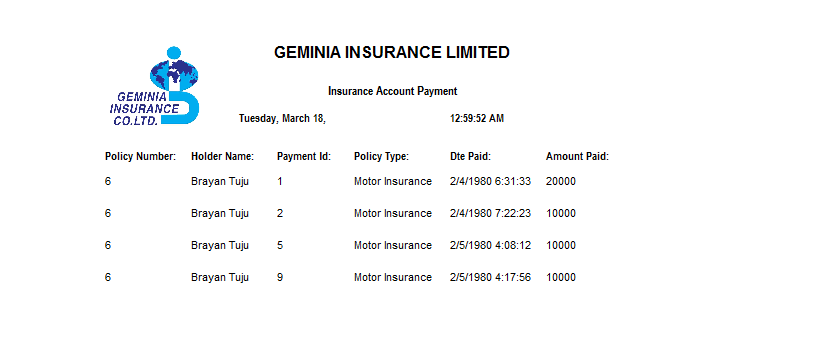 GEMINIA INSURANCE LIMITED
GEMINIA
INSURANCE
CO.LTD.
Insurance Account Payment
Tuesday, March 18, 12:59:52 AM
Policy Number: Holder Name: Payment Id: Policy Type: Dte Paid: Amount Paid:
6 Brayan Tuju 1 Motor Insurance 2/4/1980 6:31:33 20000
6 Brayan Tuju 2 Motor Insurance 2/4/1980 7:22:23 10000
6 Brayan Tuju 5 Motor Insurance 2/5/1980 4:08:12 10000
6 Brayan Tuju 9 Motor Insurance 2/5/1980 4:17:56 10000